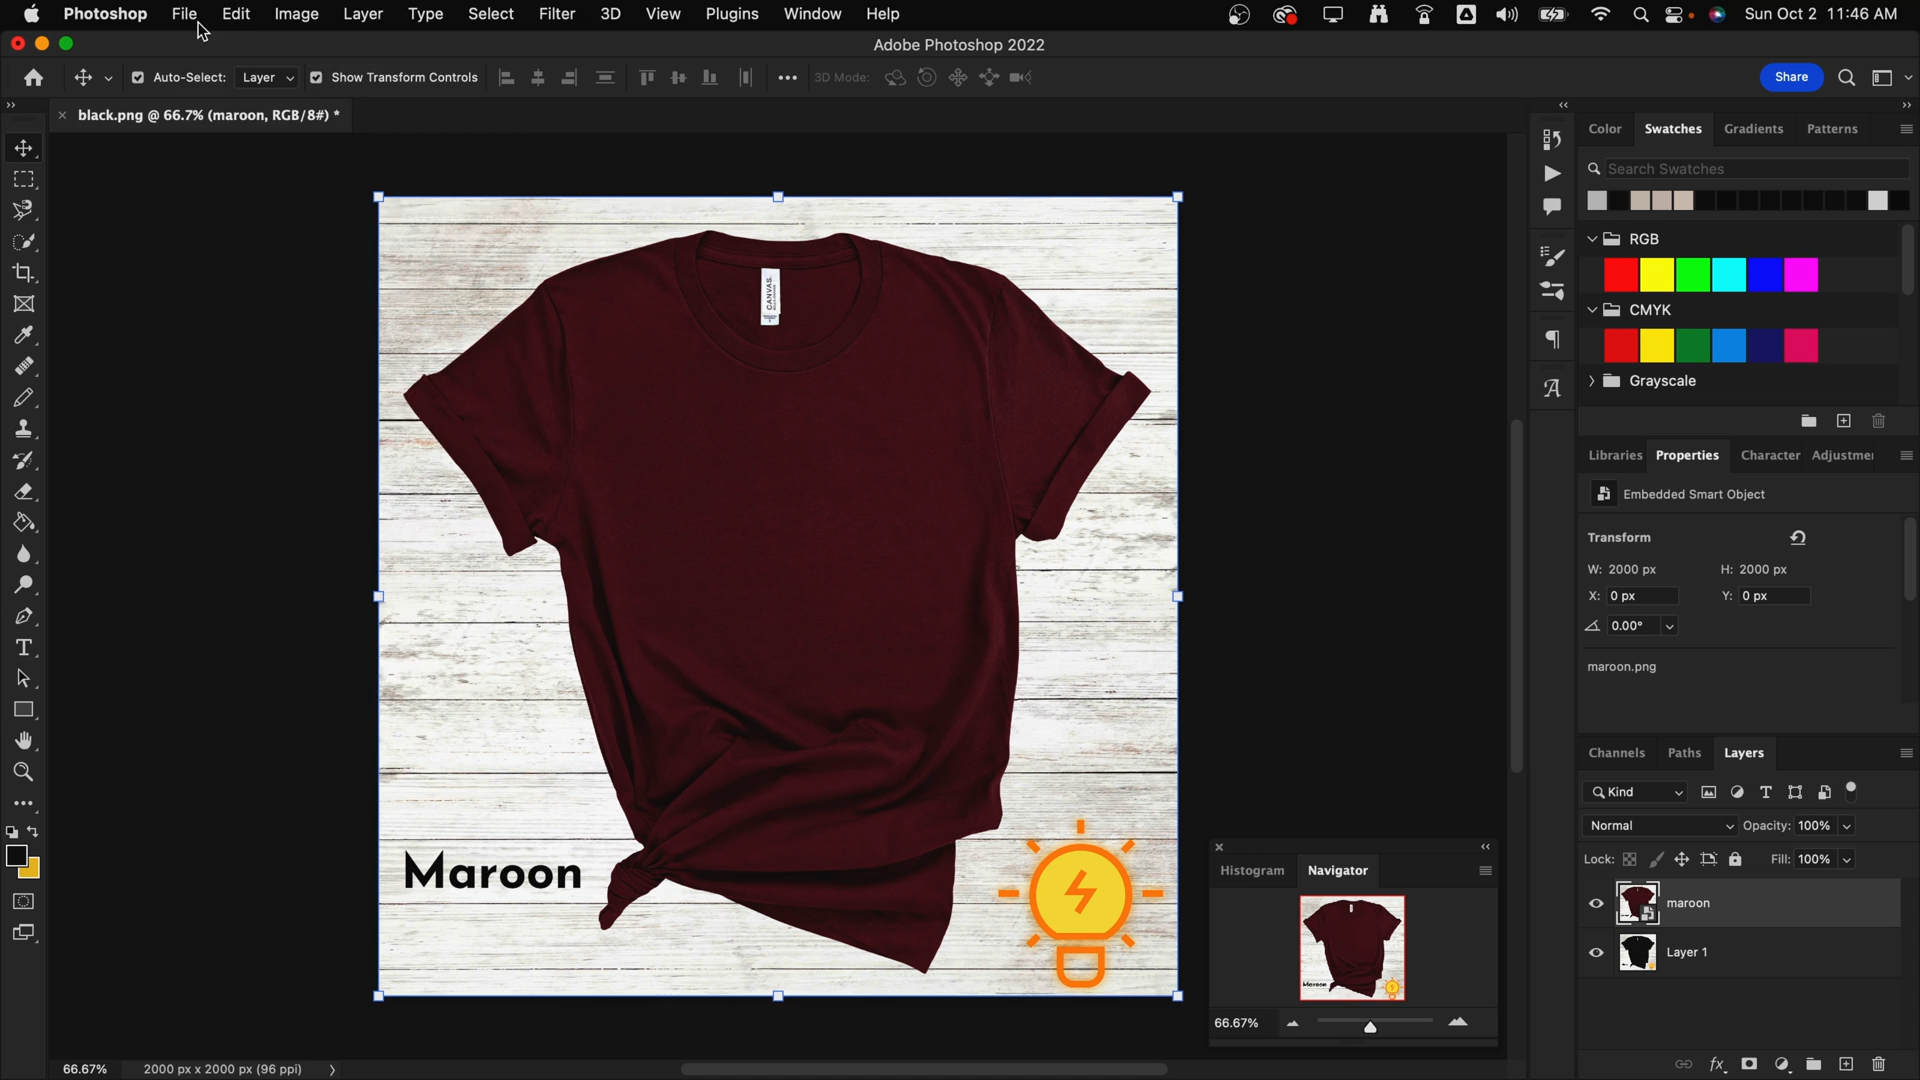 Photoshop File Edit Image Layer Type Select Filter 3D View Plugins Window Help Sun Oct 2 11:46 AM
Adobe Photoshop 2022
Auto-Select: Layer Show Transform Controls 3D Mode: Share
black.png @ 66.7% (maroon, RGB/8#) *
Color Swatches Gradients Patterns
Search Swatches
RGB
CMYK
Grayscale
CANVAS
Libraries Properties Character Adjustme
Embedded Smart Object
Transform
W: 2000 px H: 2000 px
X: 0 px Y: 0 px
0.00°
maroon.png
Channels Paths Layers
Kind
Normal Opacity: 100%
Lock: Fill: 100%
maroon
Layer 1
Maroon
Histogram Navigator
Maroon
66.67%
66.67% 2000 px x 2000 px (96 ppi)